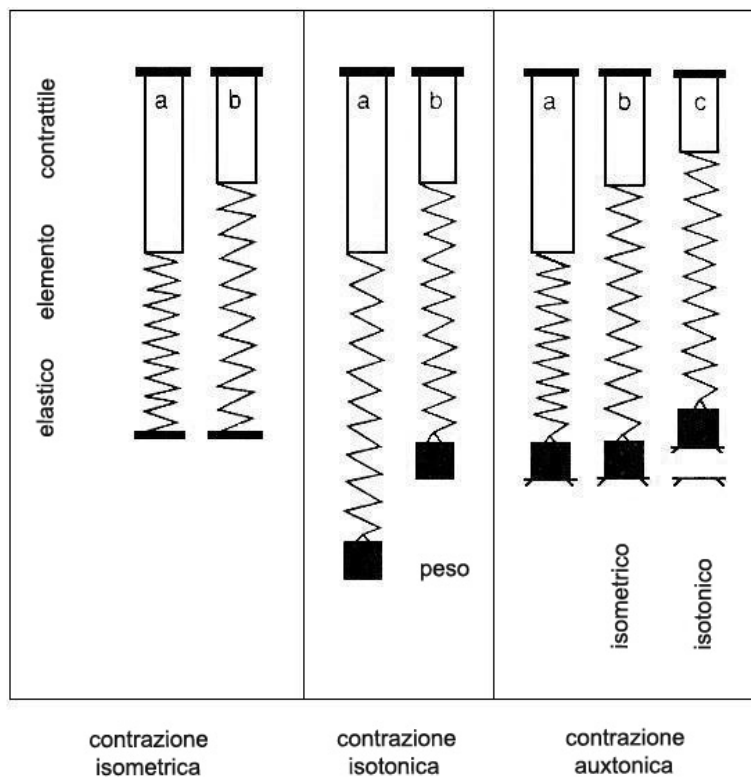 a
b
a
b
a
b
c
contrattile
elemento
elastico
peso
isometrico
isotonico
contrazione
isometrica
contrazione
isotonica
contrazione
auxtonica